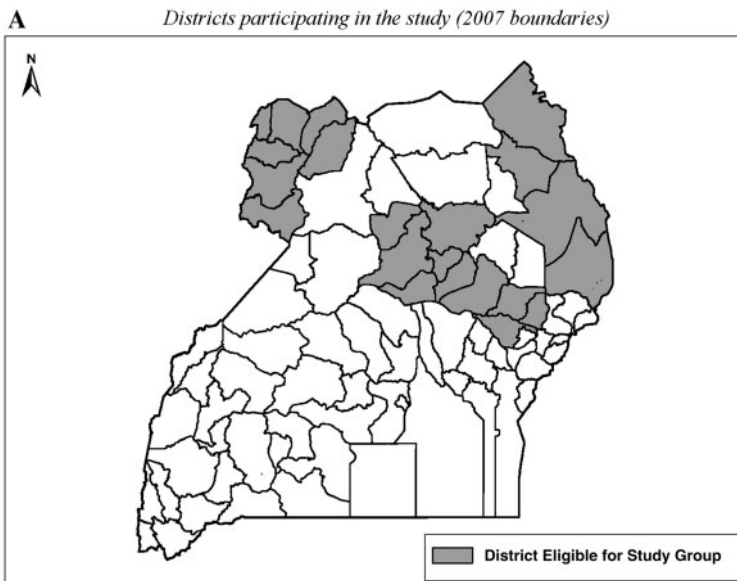 A
Districts participating in the study (2007 boundaries)
N
District Eligible for Study Group